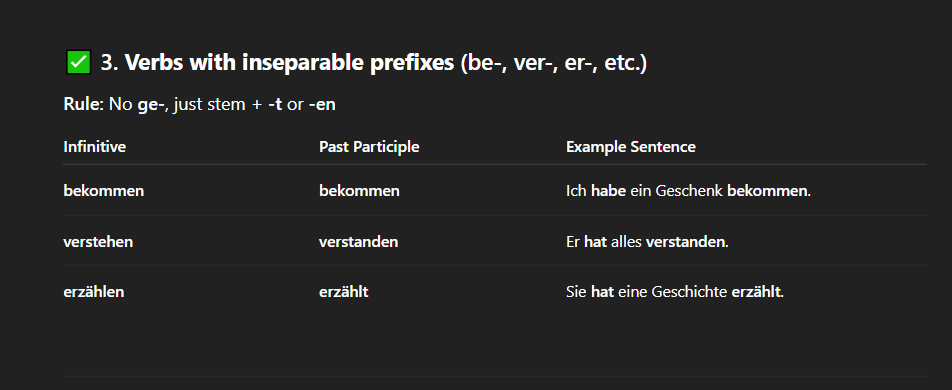 ✅ 3. Verbs with inseparable prefixes (be-, ver-, er-, etc.)
Rule: No ge-, just stem + -t or -en
Infinitive Past Participle Example Sentence
bekommen bekommen Ich habe ein Geschenk bekommen.
verstehen verstanden Er hat alles verstanden.
erzählen erzählt Sie hat eine Geschichte erzählt.